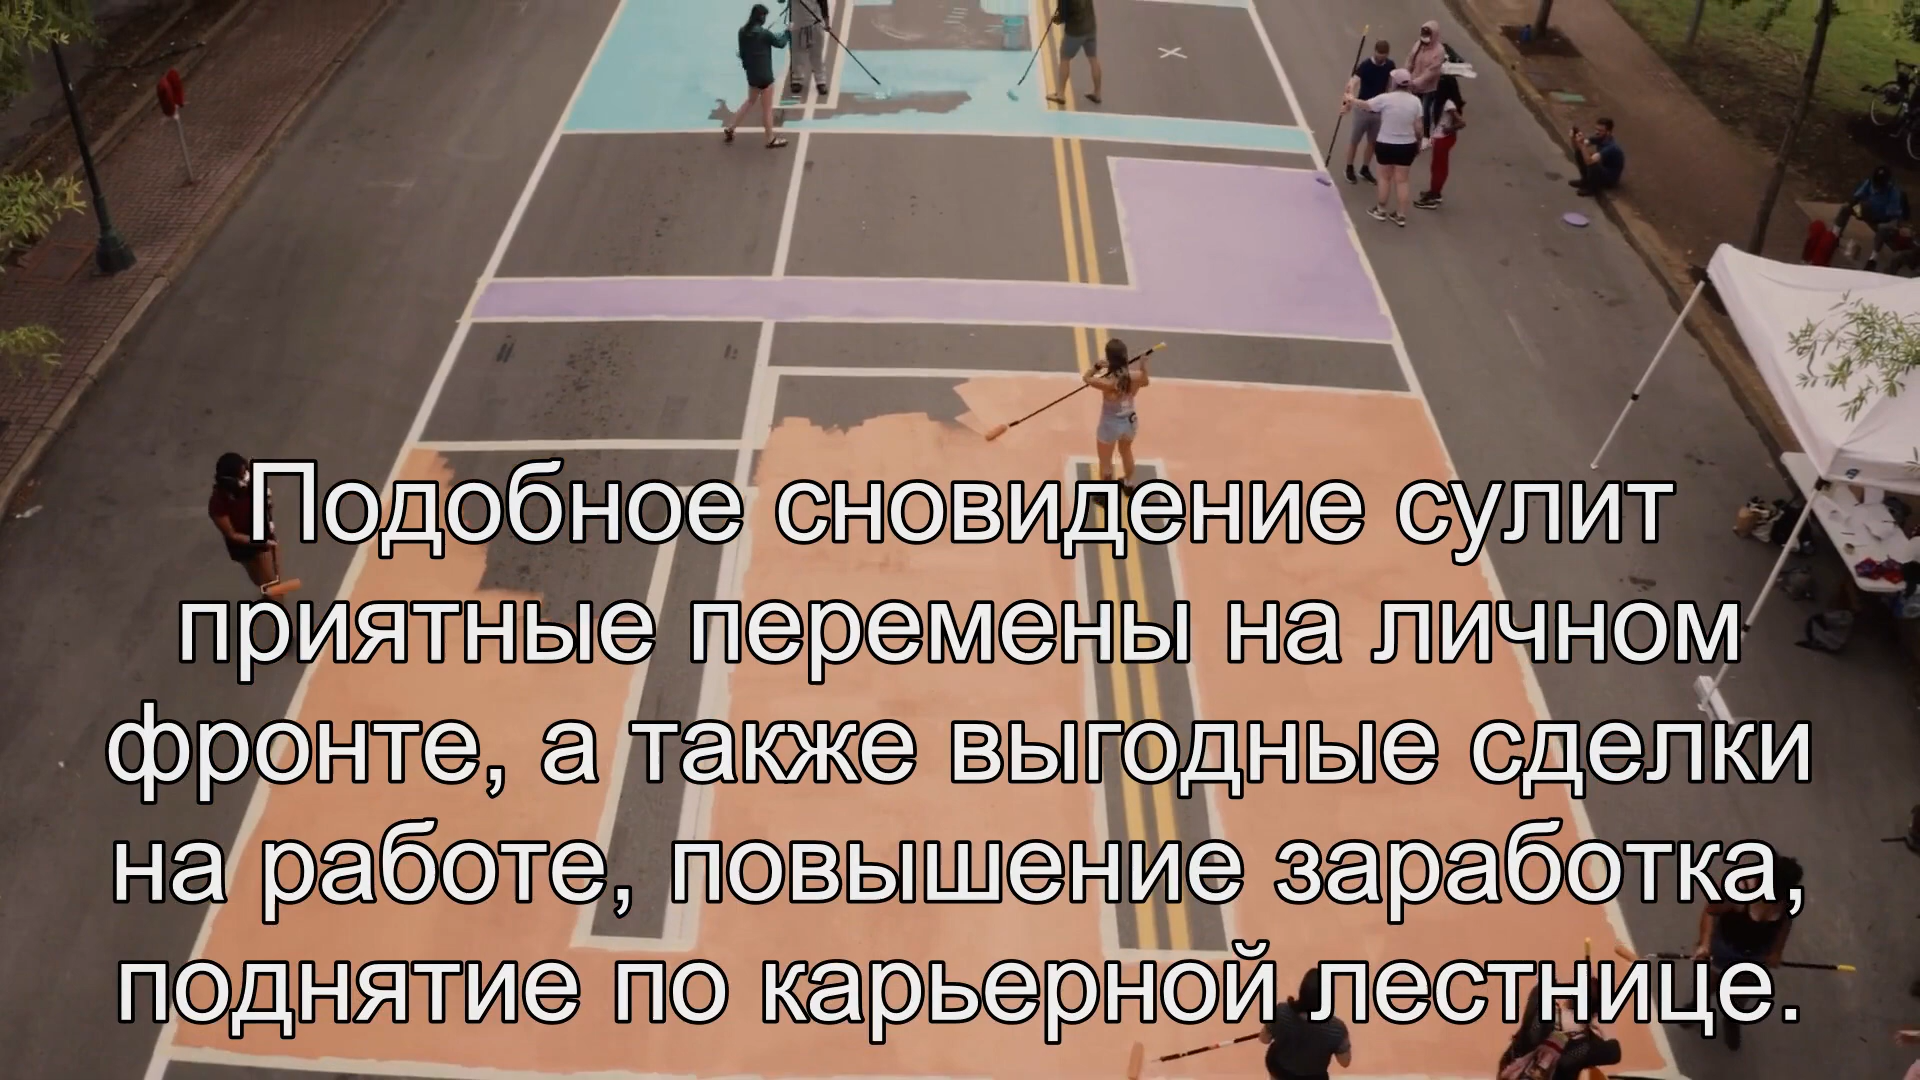 Подобное сновидение сулит
приятные перемены на личном
фронте, а также выгодные сделки
на работе, повышение заработка,
поднятие по карьерной лестнице.